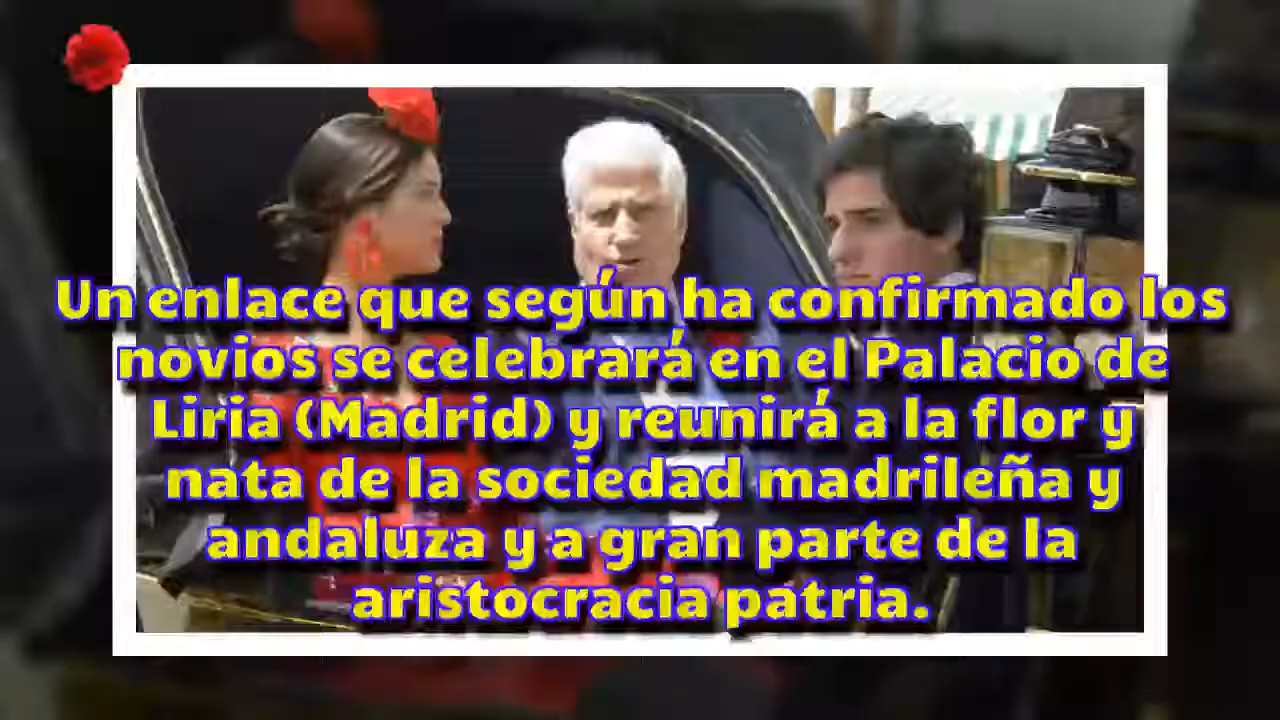 Un enlace que según ha confirmado los
novios se celebrará en el Palacio de
Liria (Madrid) y reunirá a la flor y
nata de la sociedad madrileña y
andaluza y a gran parte de la
aristocracia patria.